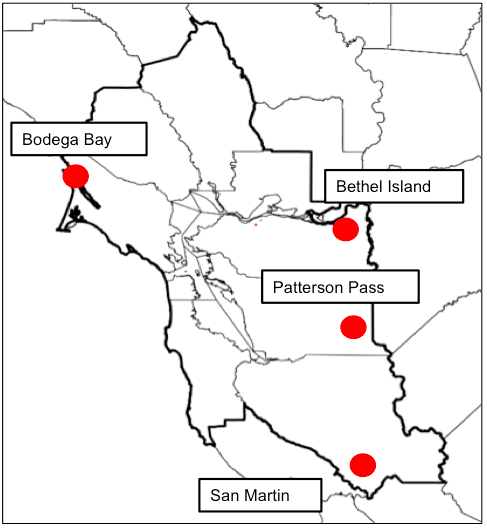 Bodega Bay
Bethel Island
Patterson Pass
San Martin